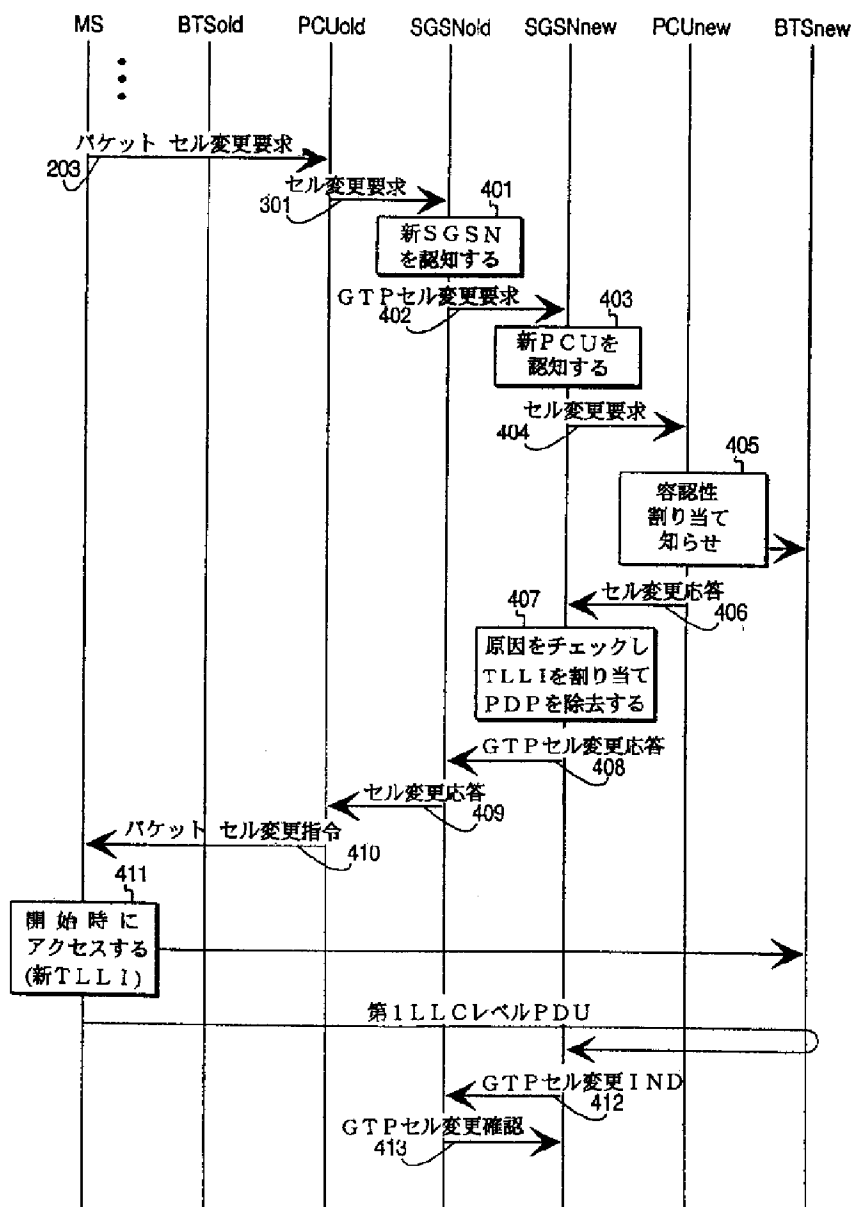 MS BTSold PCUold SGSNold SGSNnew PCUnew BTSnew
パケット セル変更要求
203
セル変更要求
301
401
新SGSN
を認知する
GTPセル変更要求
402
403
新PCUを
認知する
セル変更要求
404
405
容認性
割り当て
知らせ
セル変更応答
406
407
原因をチェックし
TLLIを割り当て
PDPを除去する
GTPセル変更応答
408
セル変更応答
409
パケット セル変更指令
410
411
開始時に
アクセスする
(新TLLI)
第1LLCレベルPDU
GTPセル変更IND
412
GTPセル変更確認
413